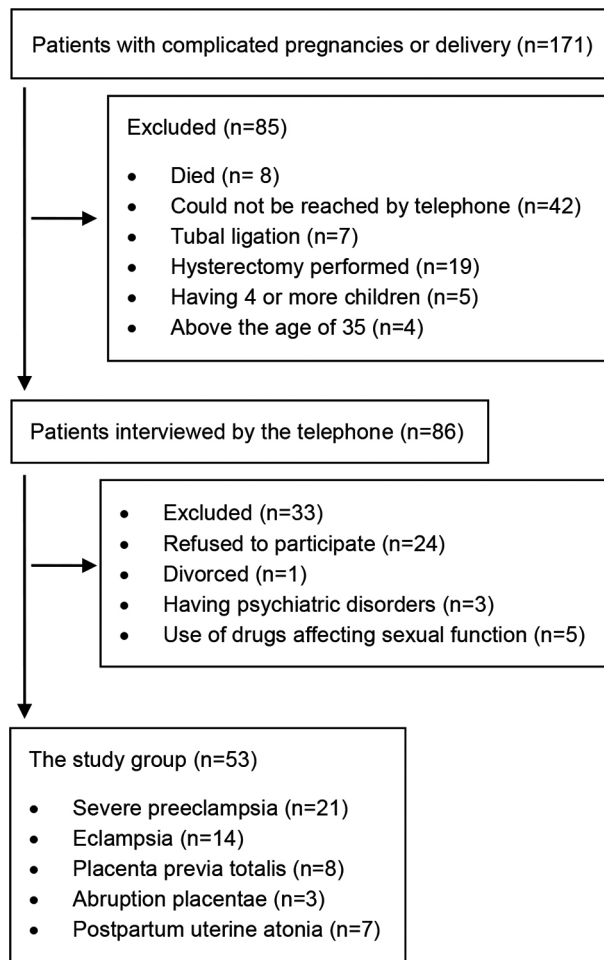 Patients with complicated pregnancies or delivery (n=171)
Excluded (n=85)
• Died (n= 8)
• Could not be reached by telephone (n=42)
• Tubal ligation (n=7)
• Hysterectomy performed (n=19)
• Having 4 or more children (n=5)
• Above the age of 35 (n=4)
Patients interviewed by the telephone (n=86)
• Excluded (n=33)
• Refused to participate (n=24)
• Divorced (n=1)
• Having psychiatric disorders (n=3)
• Use of drugs affecting sexual function (n=5)
The study group (n=53)
• Severe preeclampsia (n=21)
• Eclampsia (n=14)
• Placenta previa totalis (n=8)
• Abruption placentae (n=3)
• Postpartum uterine atonia (n=7)